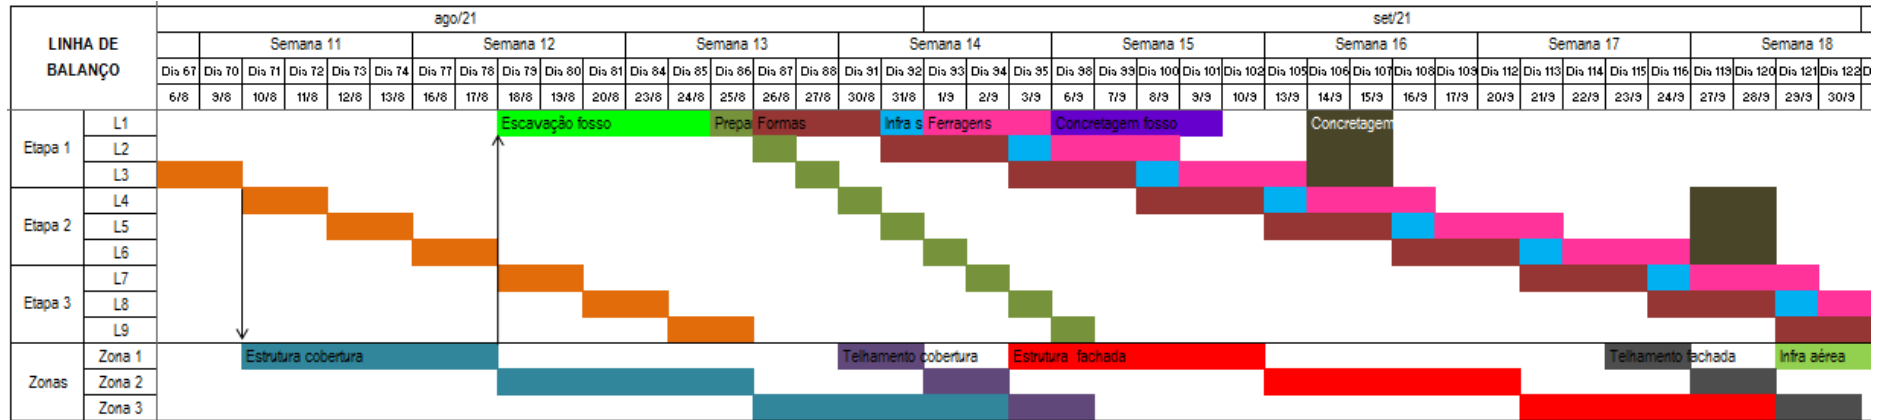 ago/21 set/21
LINHA DE BALANÇO
Semana 11 Semana 12 Semana 13 Semana 14 Semana 15 Semana 16 Semana 17 Semana 18
Dia 67 Dia 70 Dia 71 Dia 72 Dia 73 Dia 74 Dia 77 Dia 78 Dia 79 Dia 80 Dia 81 Dia 84 Dia 85 Dia 86 Dia 87 Dia 88 Dia 91 Dia 92 Dia 93 Dia 94 Dia 95 Dia 98 Dia 99 Dia 100 Dia 101 Dia 102 Dia 105 Dia 106 Dia 107 Dia 108 Dia 109 Dia 112 Dia 113 Dia 114 Dia 115 Dia 116 Dia 119 Dia 120 Dia 121 Dia 122 D
6/8 9/8 10/8 11/8 12/8 13/8 16/8 17/8 18/8 19/8 20/8 23/8 24/8 25/8 26/8 27/8 30/8 31/8 1/9 2/9 3/9 6/9 7/9 8/9 9/9 10/9 13/9 14/9 15/9 16/9 17/9 20/9 21/9 22/9 23/9 24/9 27/9 28/9 29/9 30/9
L1 Escavação fosso Prepa Formas Infra s Ferragens Concretagem fosso Concretagem
Etapa 1 L2
L3
L4
Etapa 2 L5
L6
L7
Etapa 3 L8
L9
Zona 1 Estrutura cobertura Telhamento cobertura Estrutura fachada Telhamento fachada Infra aérea
Zonas Zona 2
Zona 3